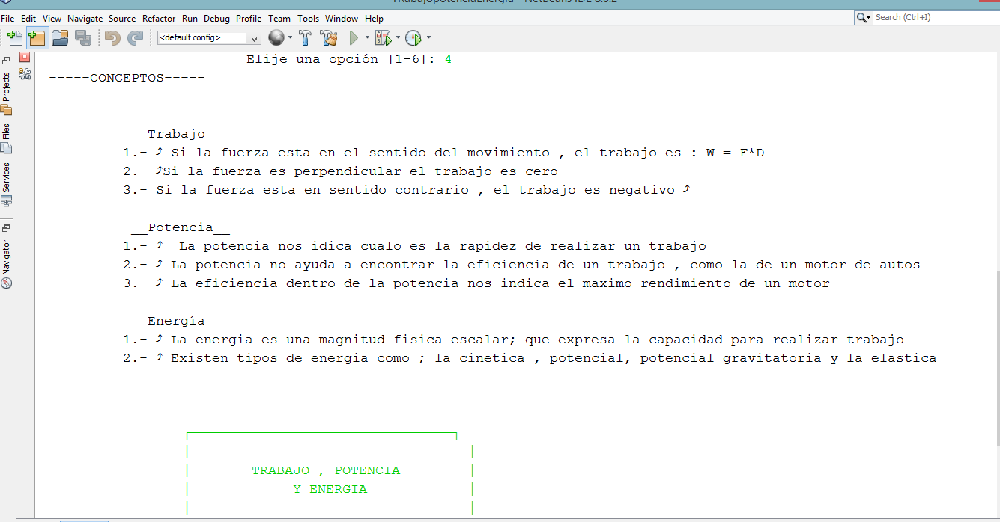 TrabajopotenciaEnergia - NetBeans IDE 8.0.2
File Edit View Navigate Source Refactor Run Debug Profile Team Tools Window Help
Search (Ctrl+I)
<default config>
Projects
Files
Services
Navigator
Elije una opción [1-6]: 4
-----CONCEPTOS-----
___Trabajo___
1.- ⤴ Si la fuerza esta en el sentido del movimiento , el trabajo es : W = F*D
2.- ⤴Si la fuerza es perpendicular el trabajo es cero
3.- Si la fuerza esta en sentido contrario , el trabajo es negativo ⤴
__Potencia__
1.- ⤴  La potencia nos idica cualo es la rapidez de realizar un trabajo
2.- ⤴ La potencia no ayuda a encontrar la eficiencia de un trabajo , como la de un motor de autos
3.- ⤴ La eficiencia dentro de la potencia nos indica el maximo rendimiento de un motor
__Energía__
1.- ⤴ La energia es una magnitud fisica escalar; que expresa la capacidad para realizar trabajo
2.- ⤴ Existen tipos de energia como ; la cinetica , potencial, potencial gravitatoria y la elastica
TRABAJO , POTENCIA
Y ENERGIA